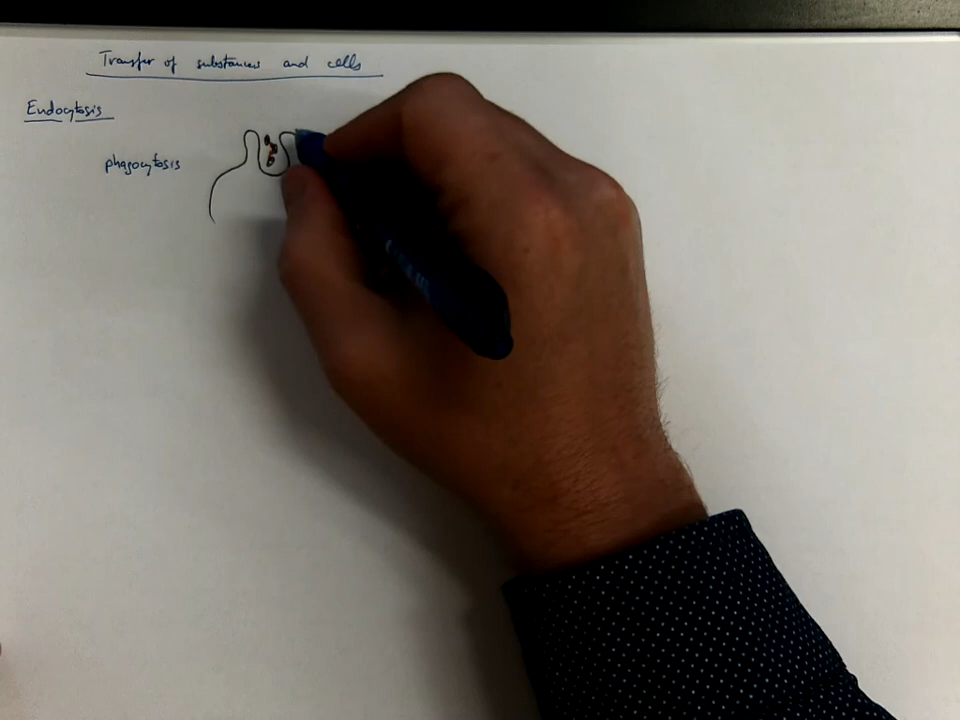 Transfer of substances and cells
Endocytosis
phagocytosis